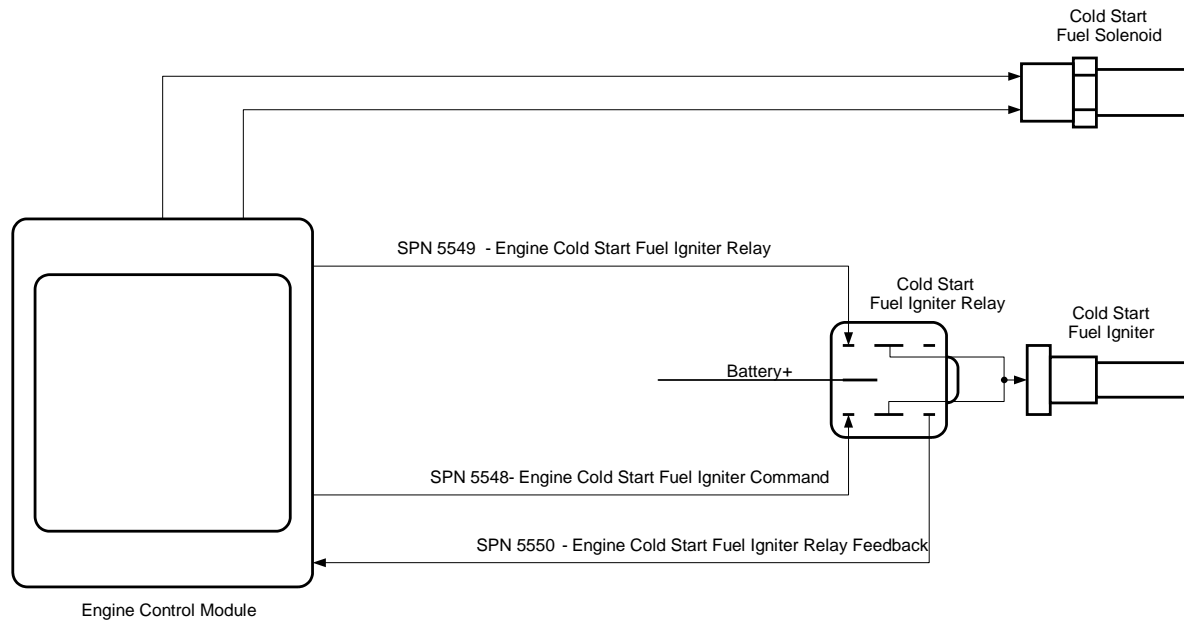 Cold Start
Fuel Solenoid
SPN 5549 - Engine Cold Start Fuel Igniter Relay
Cold Start
Fuel Igniter Relay
Cold Start
Fuel Igniter
Battery+
SPN 5548- Engine Cold Start Fuel Igniter Command
SPN 5550 - Engine Cold Start Fuel Igniter Relay Feedback
Engine Control Module